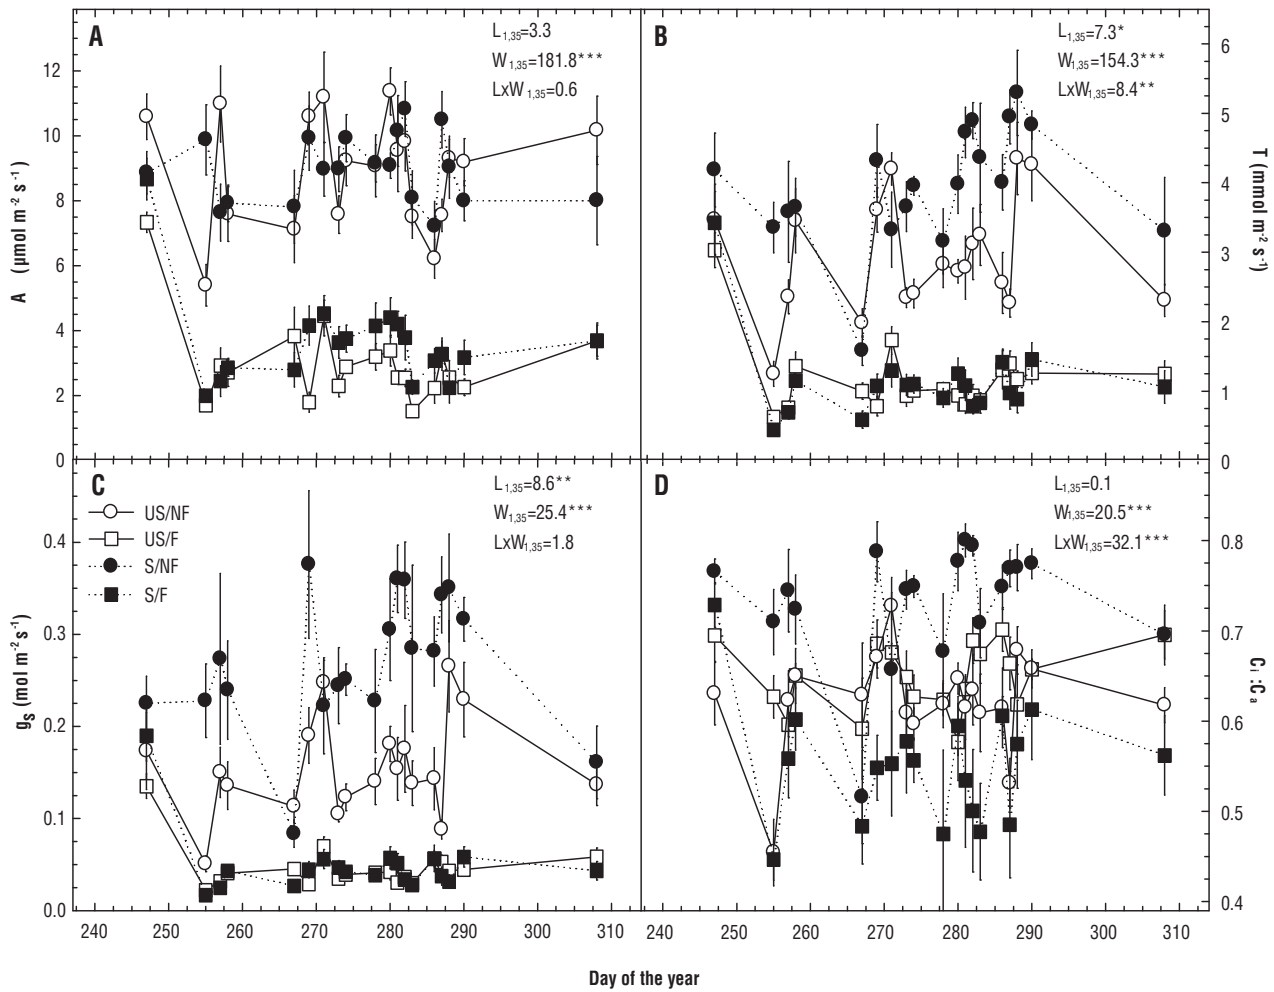 A
L1,35=3.3
W1,35=181.8***
LxW1,35=0.6
B
L1,35=7.3*
W1,35=154.3***
LxW1,35=8.4**
12
10
8
6
4
2
0
A (μmol m-2 s-1)
6
5
4
3
2
1
0
T (mmol m-2 s-1)
C
US/NF
US/F
S/NF
S/F
L1,35=8.6**
W1,35=25.4***
LxW1,35=1.8
D
L1,35=0.1
W1,35=20.5***
LxW1,35=32.1***
0.4
0.3
0.2
0.1
0.0
gs (mol m-2 s-1)
0.8
0.7
0.6
0.5
0.4
Ci:Ca
240 250 260 270 280 290 300 310
240 250 260 270 280 290 300 310
Day of the year